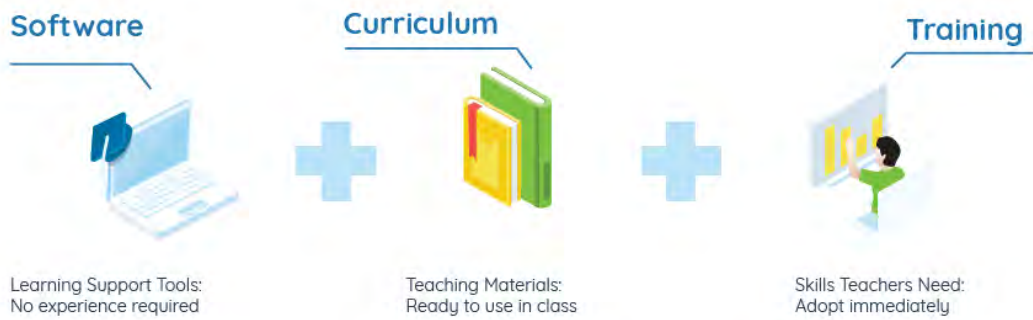 Software
Curriculum
Training
Learning Support Tools:
No experience required
Teaching Materials:
Ready to use in class
Skills Teachers Need:
Adopt immediately